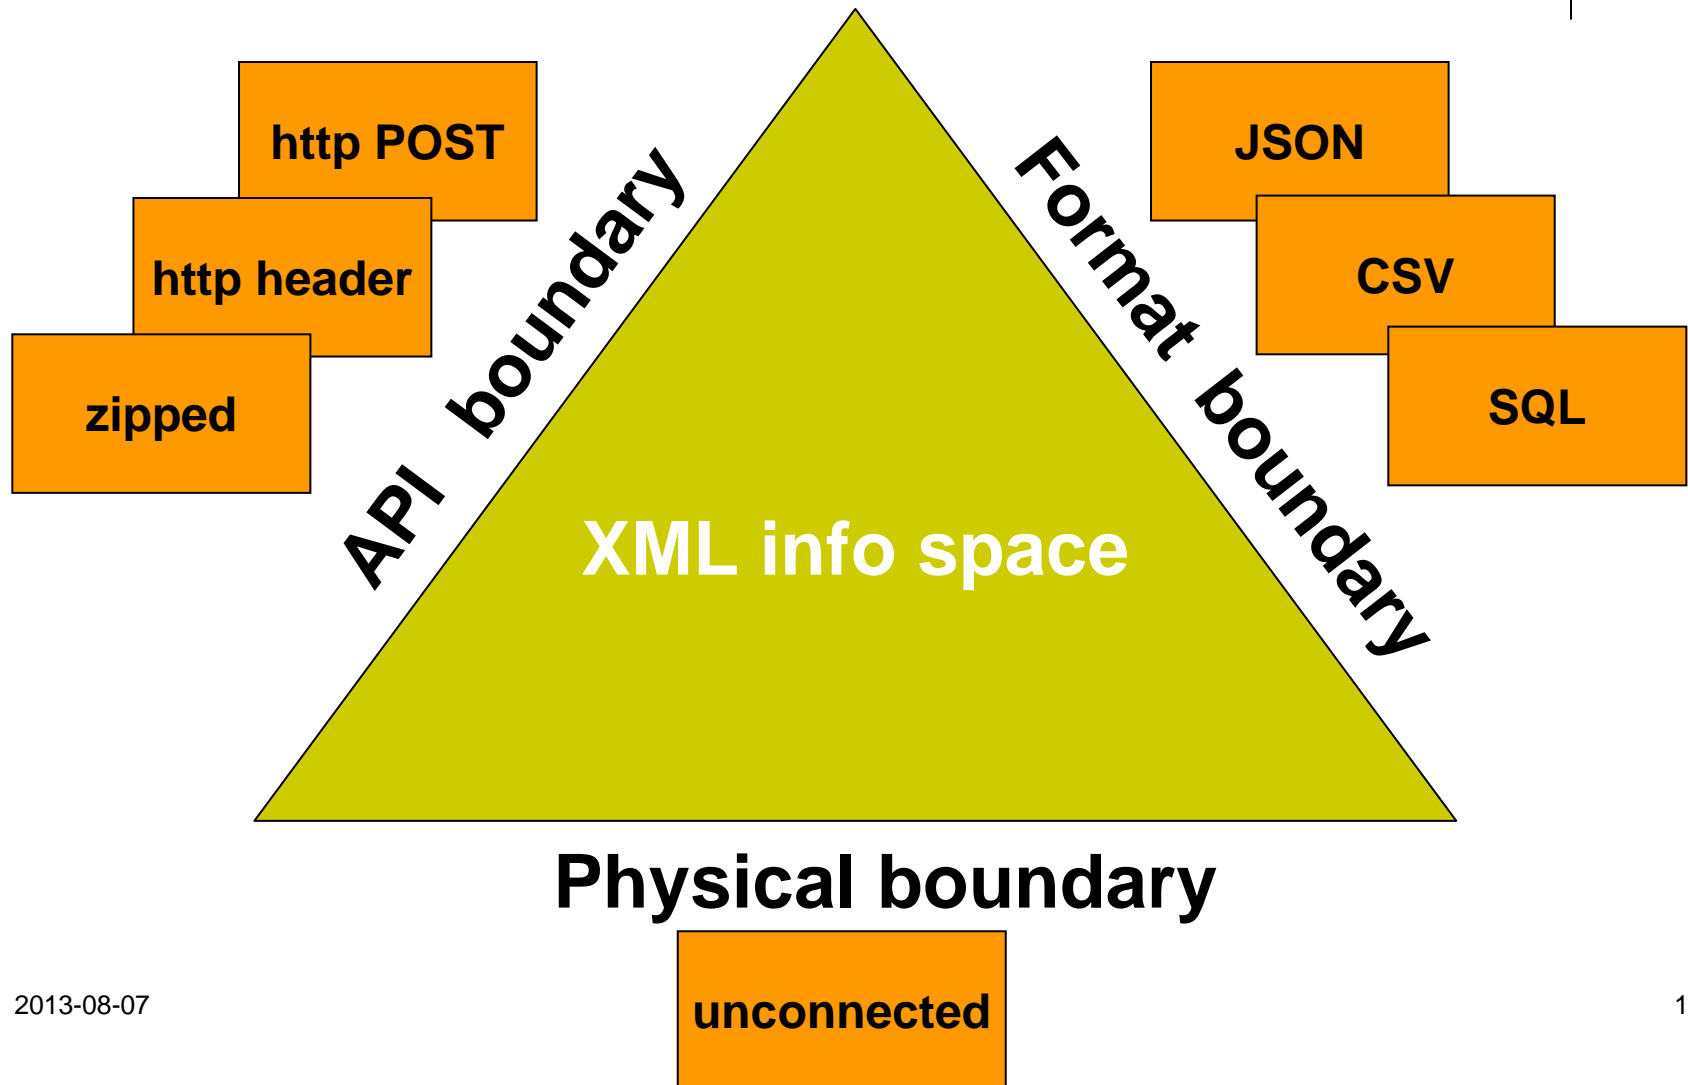 http POST
http header
zipped
API boundary
JSON
CSV
SQL
Format boundary
XML info space
Physical boundary
unconnected
2013-08-07
1